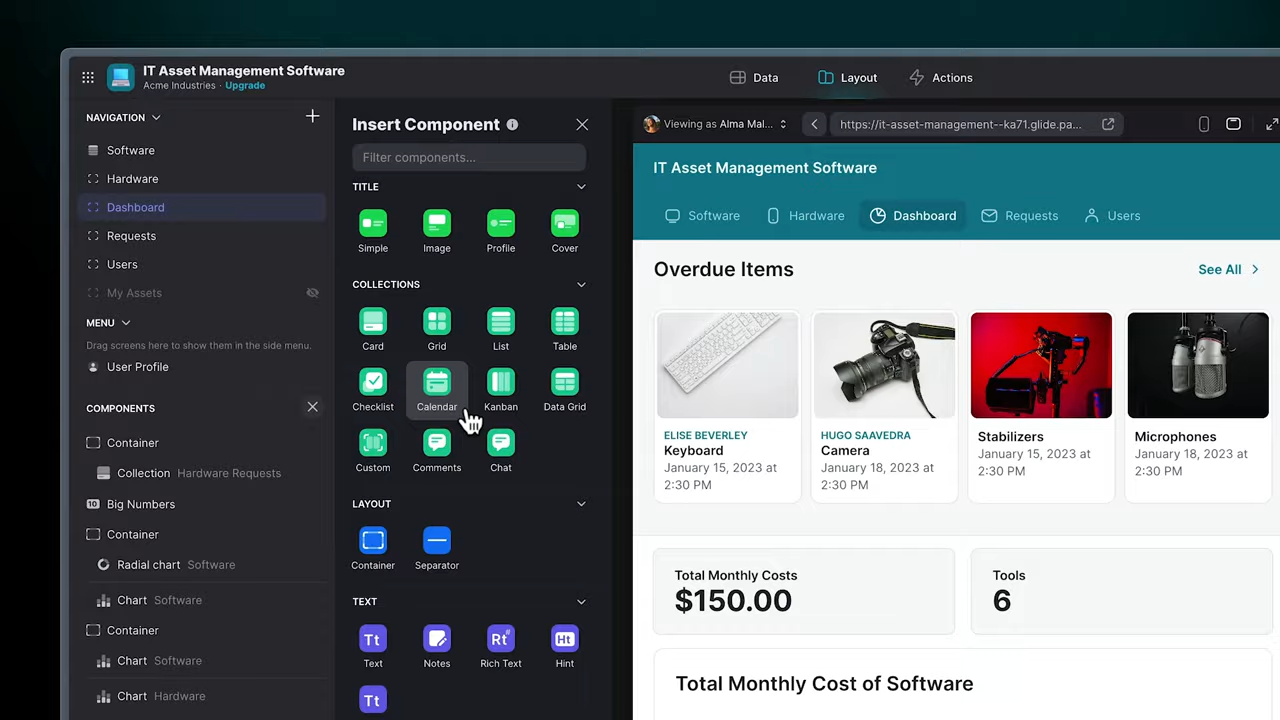 IT Asset Management Software
Acme Industries · Upgrade
Data
Layout
Actions
NAVIGATION
Software
Hardware
Dashboard
Requests
Users
My Assets
MENU
Drag screens here to show them in the side menu.
User Profile
COMPONENTS
Container
Collection Hardware Requests
10 Big Numbers
Container
Radial chart Software
Chart Software
Container
Chart Software
Chart Hardware
Insert Component
Filter components...
TITLE
Simple
Image
Profile
Cover
COLLECTIONS
Card
Grid
List
Table
Checklist
Calendar
Kanban
Data Grid
Custom
Comments
Chat
LAYOUT
Container
Separator
TEXT
Tt
Rt#
Ht
Text
Notes
Rich Text
Hint
Tt
Viewing as Alma Mal...
https://it-asset-management--ka71.glide.pa...
IT Asset Management Software
Software
Hardware
Dashboard
Requests
Users
Overdue Items
See All
ELISE BEVERLEY
Keyboard
January 15, 2023 at
2:30 PM
HUGO SAAVEDRA
Camera
January 18, 2023 at
2:30 PM
Stabilizers
January 15, 2023 at
2:30 PM
Microphones
January 18, 2023 at
2:30 PM
Total Monthly Costs
$150.00
Tools
6
Total Monthly Cost of Software